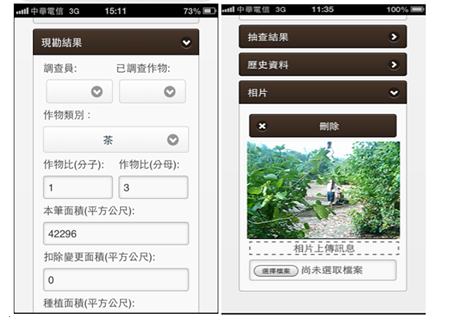 中華電信 3G 15:11 73%
現勘結果
調查員: 已調查作物:
作物類別：
茶
作物比(分子): 作物比(分母):
1 3
本筆面積(平方公尺):
42296
扣除變更面積(平方公尺):
0
種植面積(平方公尺):
中華電信 3G 11:35 100%
抽查結果
歷史資料
相片
刪除
相片上傳訊息
選擇檔案 尚未選取檔案